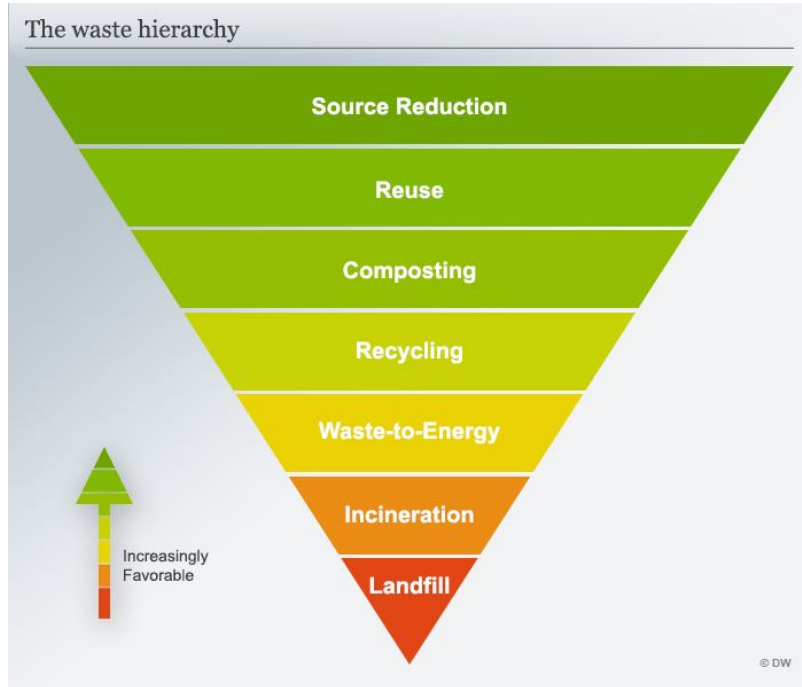 The waste hierarchy
Source Reduction
Reuse
Composting
Recycling
Waste-to-Energy
Incineration
Landfill
Increasingly
Favorable
© DW